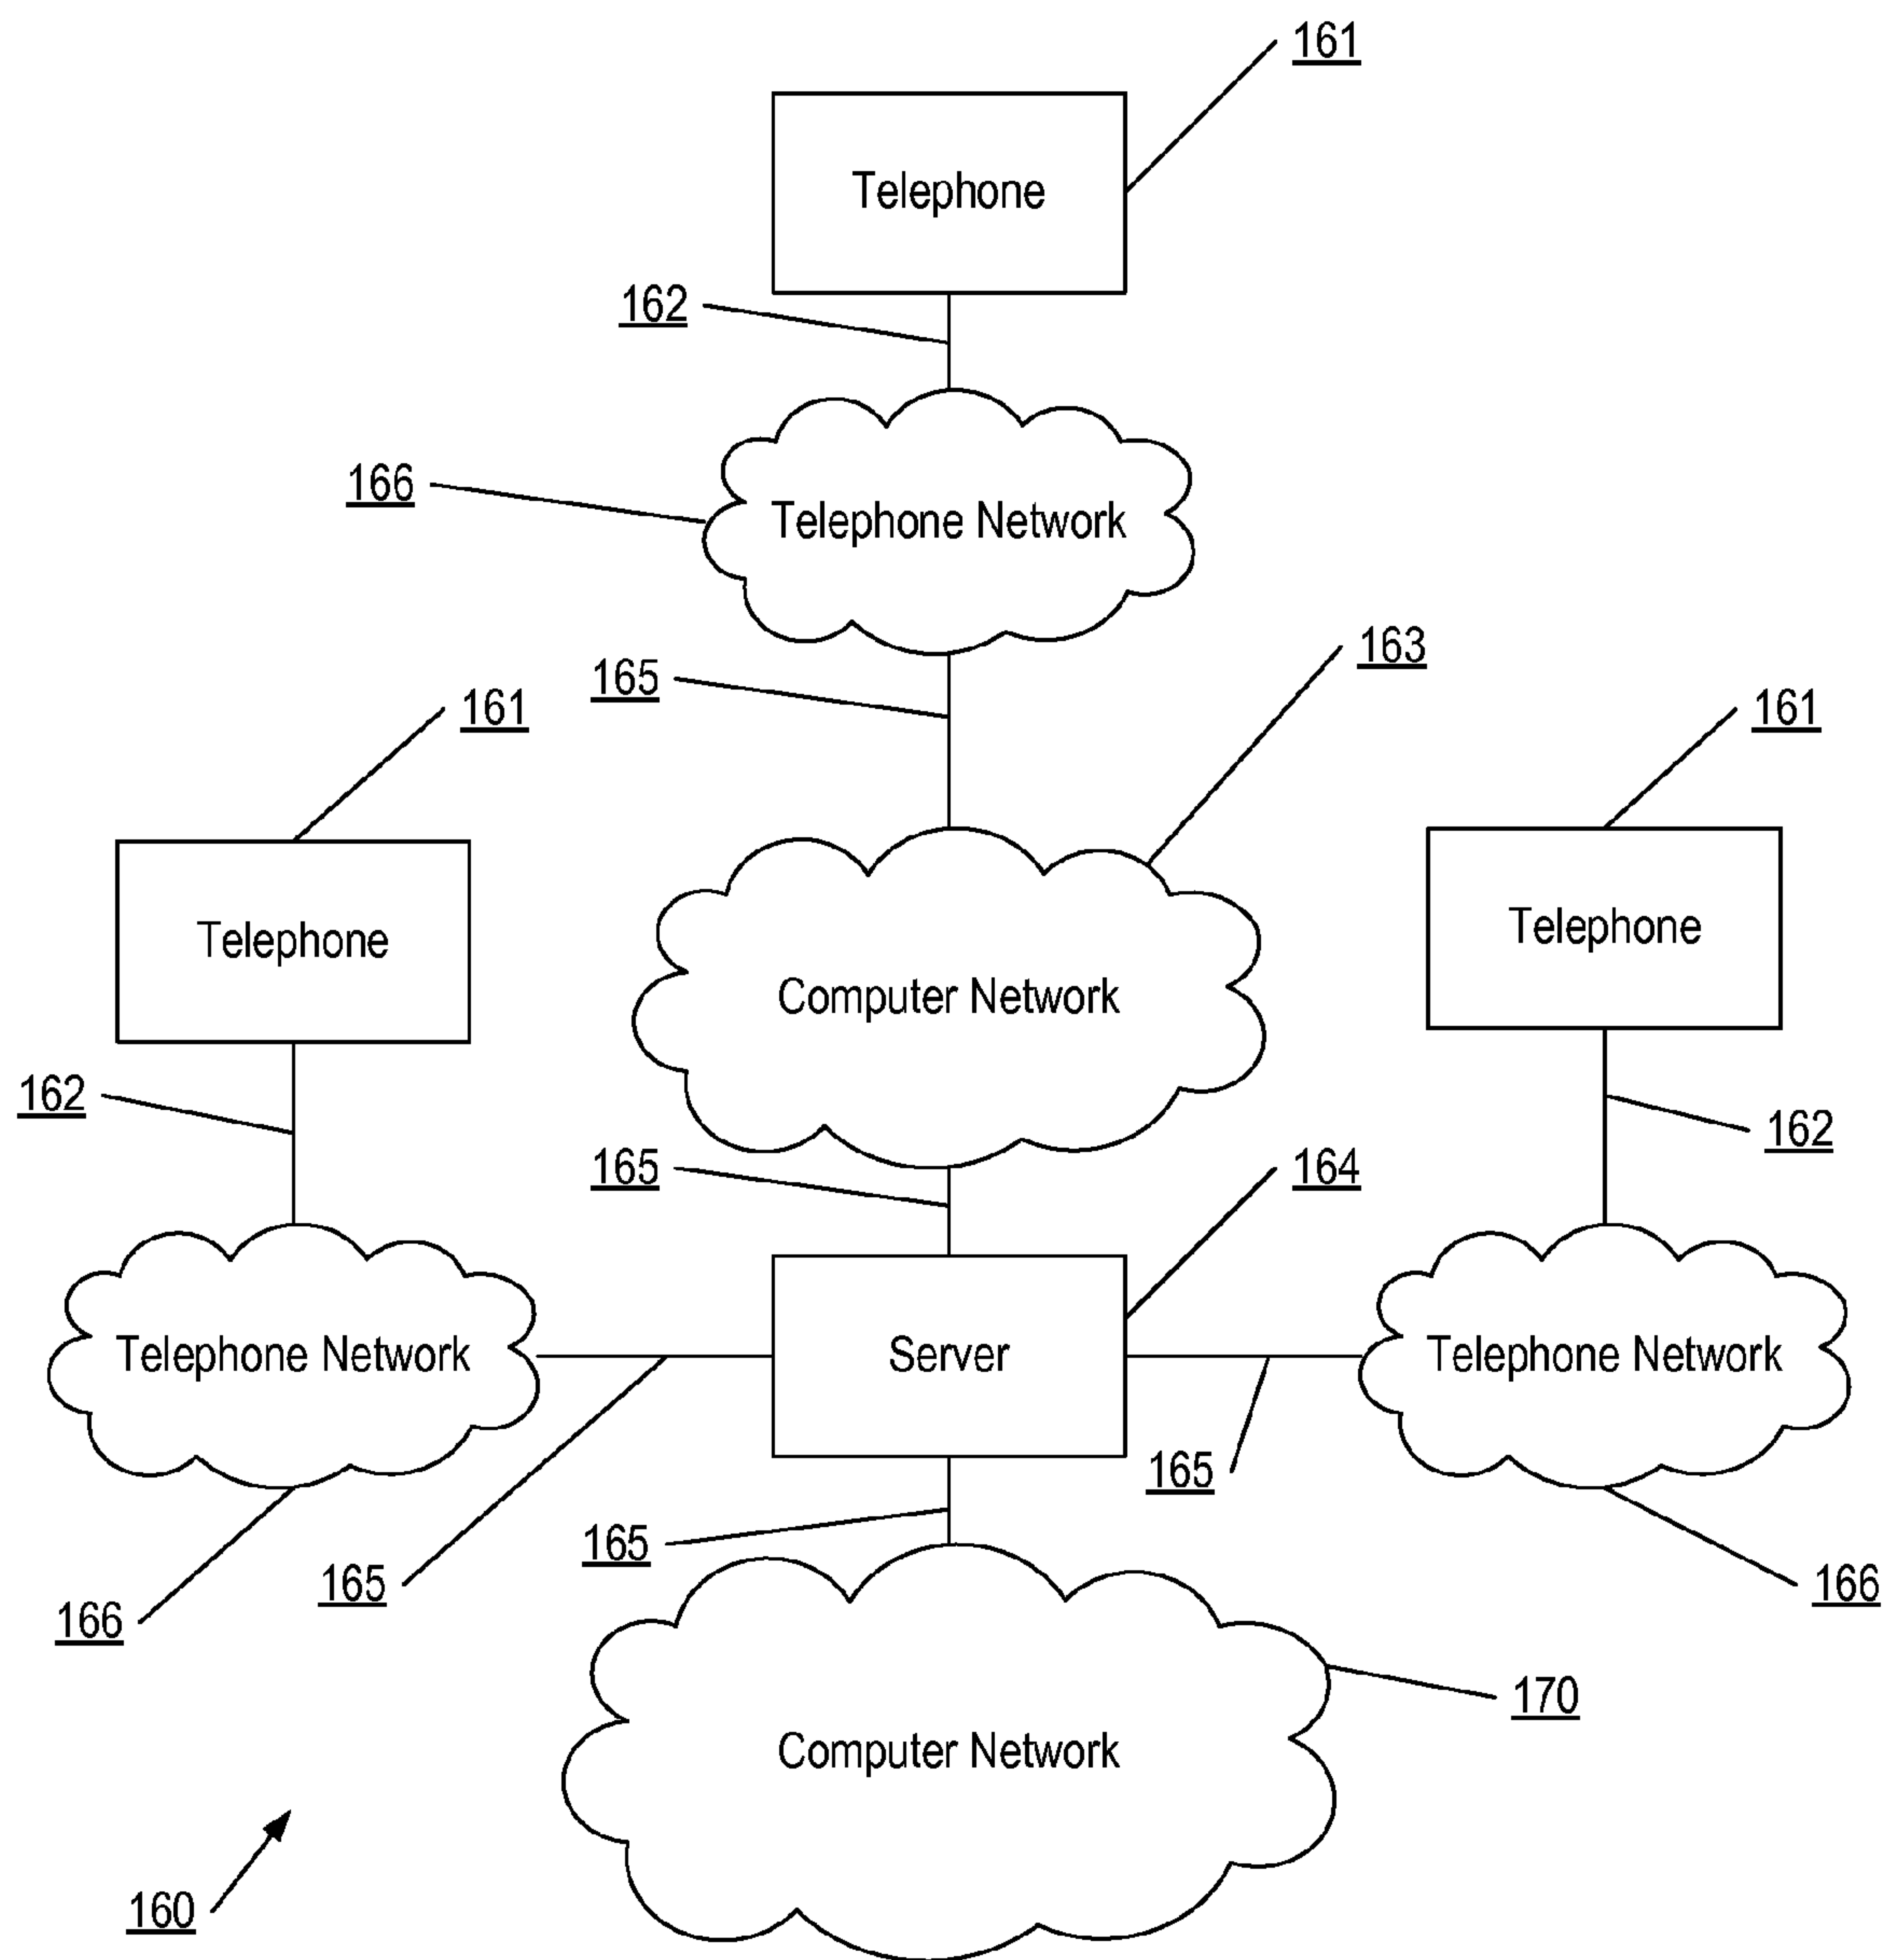 161
Telephone
162
166
Telephone Network
163
165
161
161
Telephone
Telephone
Computer Network
162
162
165
164
Telephone Network
Server
Telephone Network
165
165
165
166
166
170
Computer Network
160